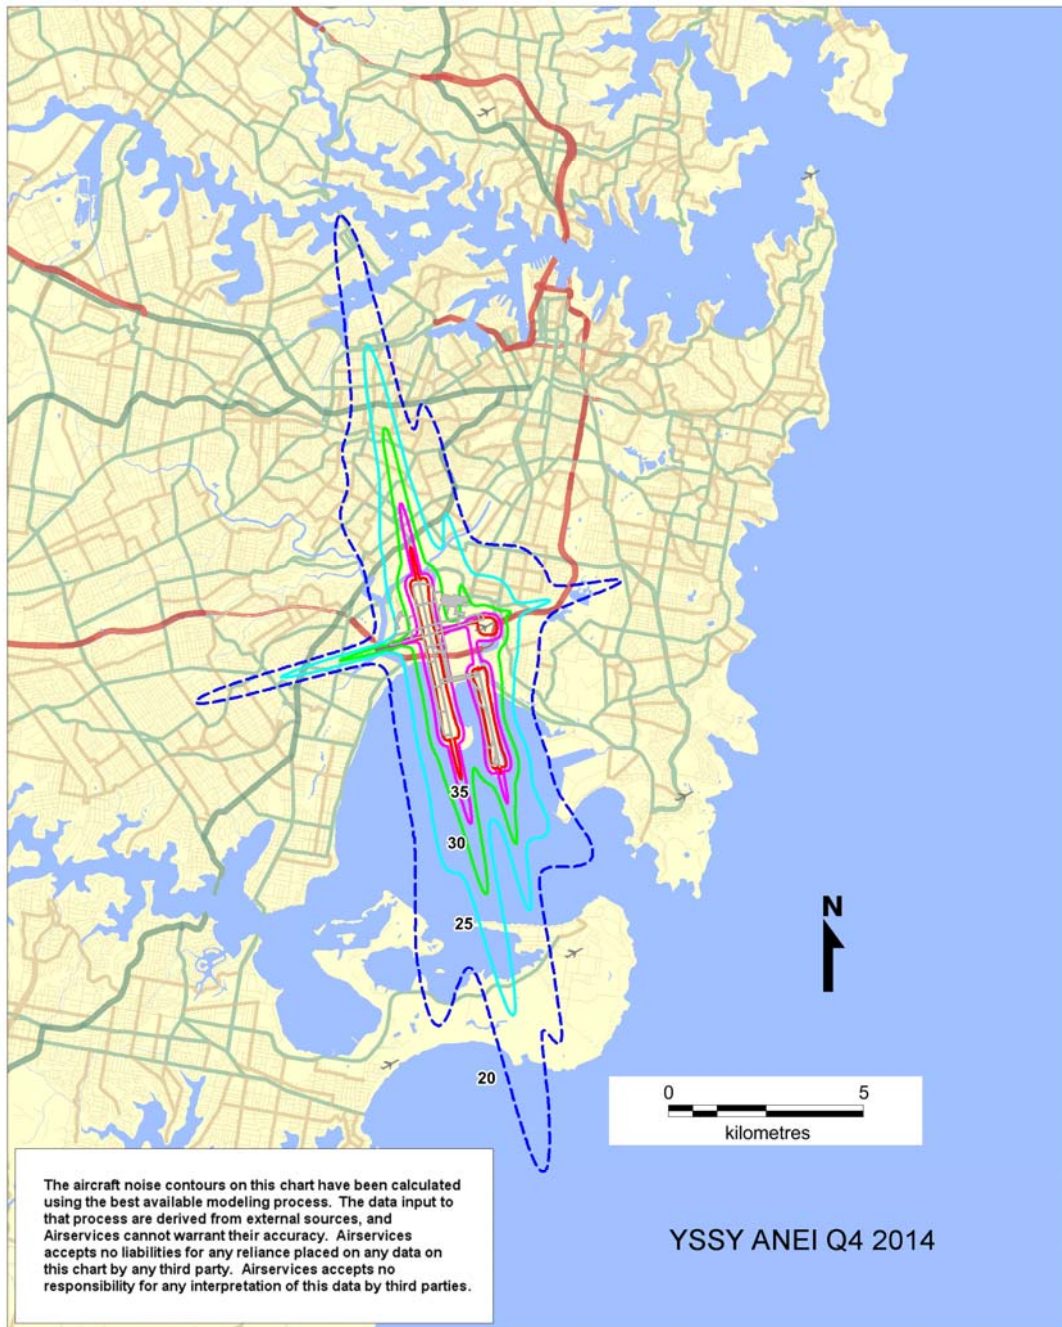 35
30
25
N
20
0 5
kilometres
The aircraft noise contours on this chart have been calculated
using the best available modeling process. The data input to
that process are derived from external sources, and
Airservices cannot warrant their accuracy. Airservices
accepts no liabilities for any reliance placed on any data on
this chart by any third party. Airservices accepts no
responsibility for any interpretation of this data by third parties.
YSSY ANEI Q4 2014